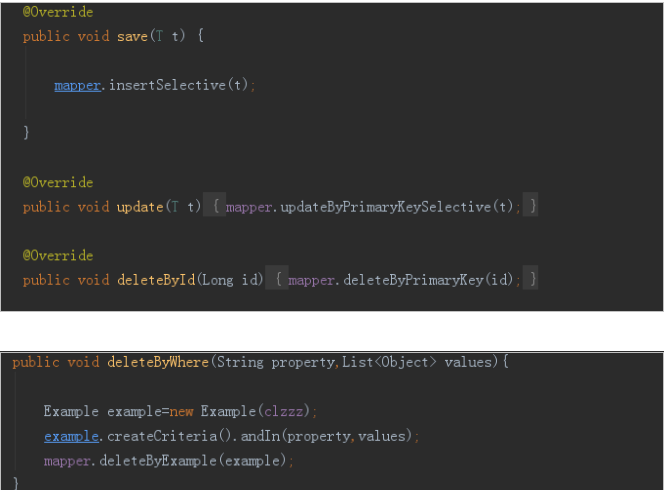 @Override
public void save(T t) {
mapper.insertSelective(t);
}
@Override
public void update(T t) { mapper.updateByPrimaryKeySelective(t); }
@Override
public void deleteById(Long id) { mapper.deleteByPrimaryKey(id); }
public void deleteByWhere(String property,List<Object> values){
Example example=new Example(clzzz);
example.createCriteria().andIn(property,values);
mapper.deleteByExample(example);
}